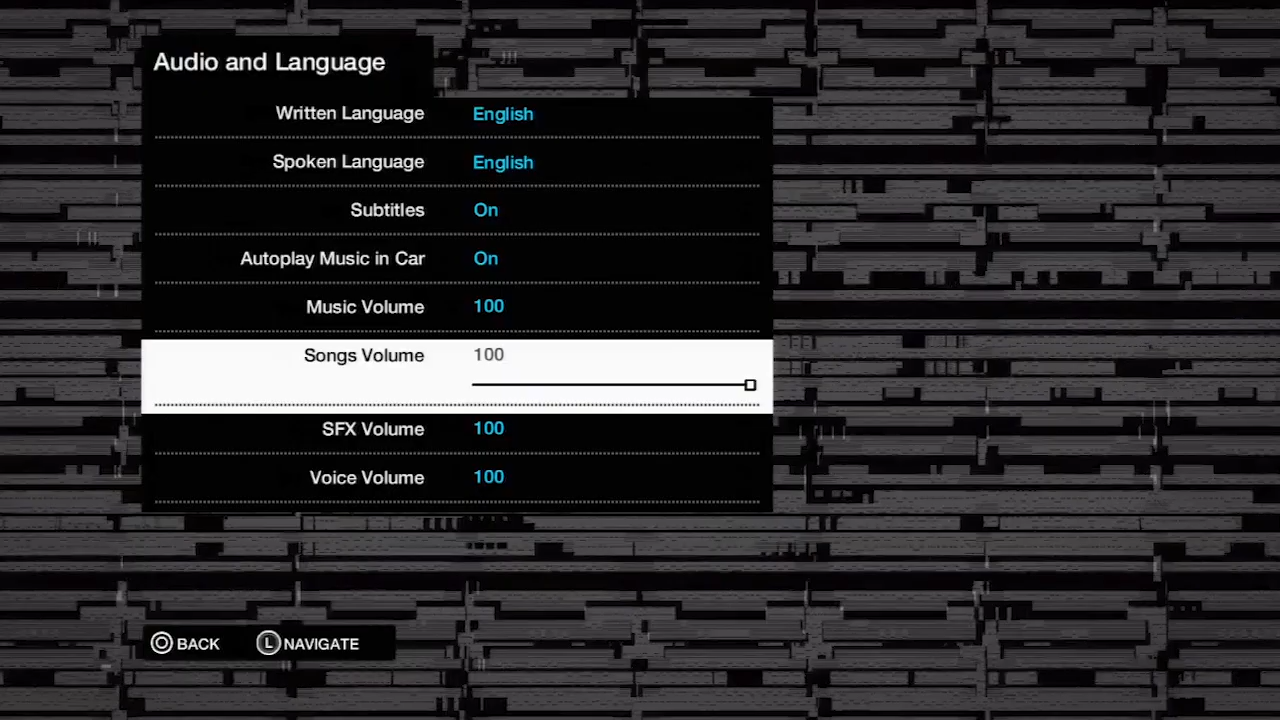 Audio and Language
Written Language English
Spoken Language English
Subtitles On
Autoplay Music in Car On
Music Volume 100
Songs Volume 100
SFX Volume 100
Voice Volume 100
BACK L NAVIGATE